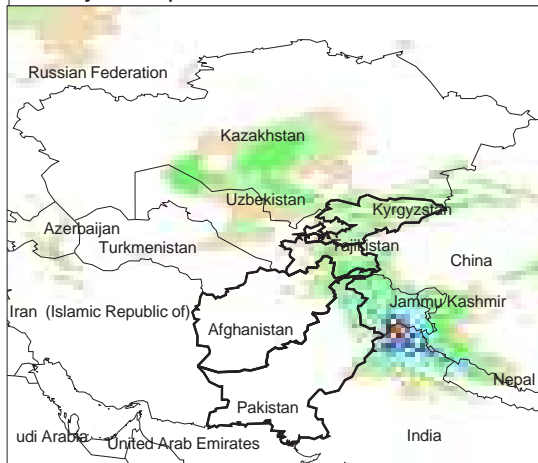 Russian Federation
Kazakhstan
Uzbekistan
Kyrgyzstan
Azerbaijan
Turkmenistan
Tajikistan
China
Iran (Islamic Republic of)
Jammu/Kashmir
Afghanistan
Nepal
Pakistan
udi Arabia
United Arab Emirates
India